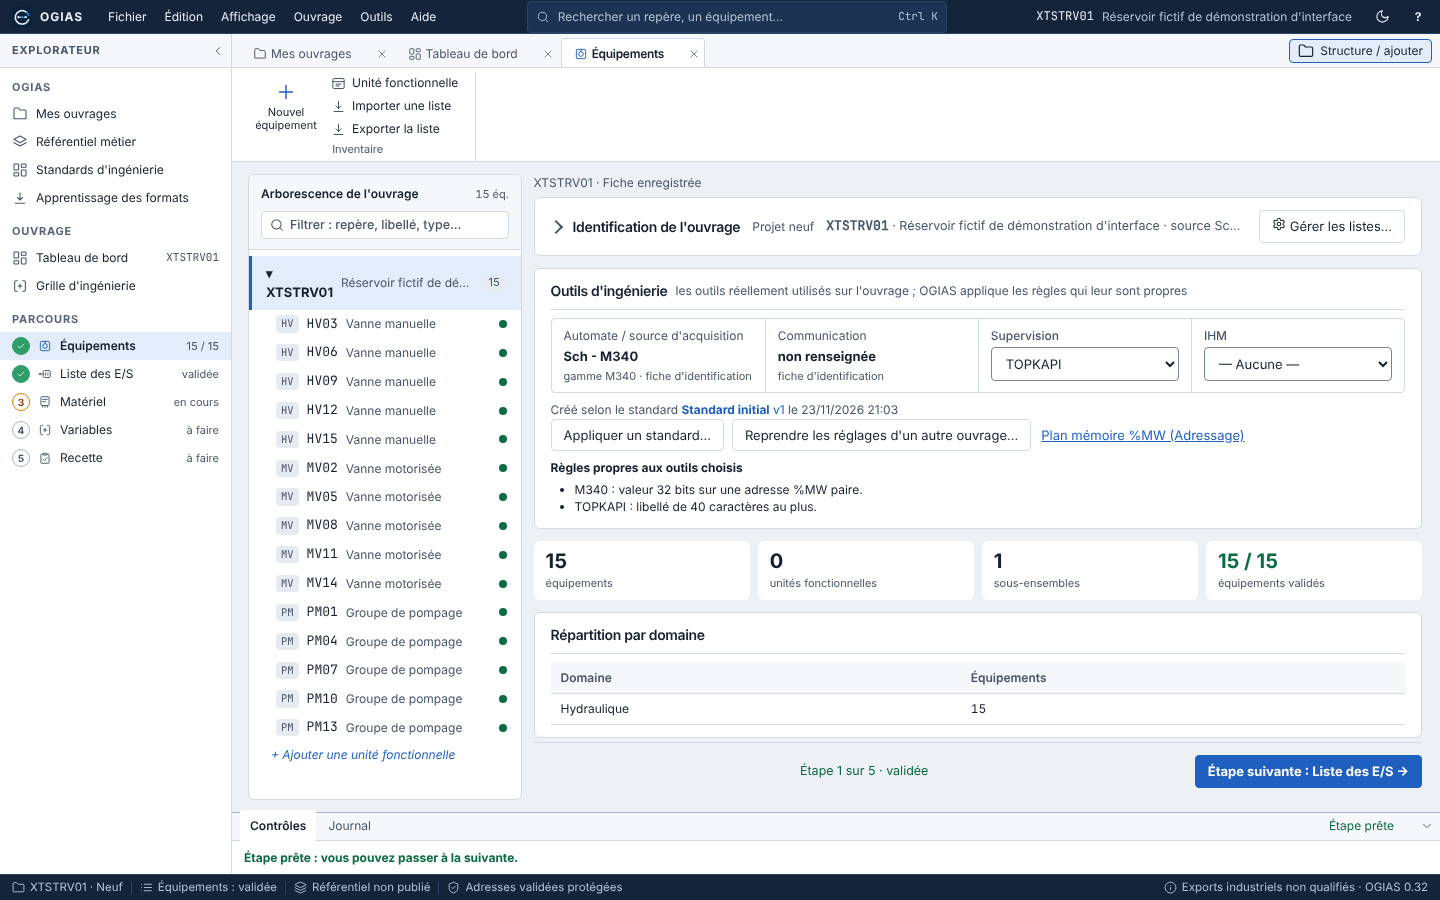 OGIAS Fichier Édition Affichage Ouvrage Outils Aide Rechercher un repère, un équipement... Ctrl K XTSTRV01 Réservoir fictif de démonstration d'interface ?
EXPLORATEUR
Mes ouvrages Tableau de bord Équipements Structure / ajouter
OGIAS
Mes ouvrages
Référentiel métier
Standards d'ingénierie
Apprentissage des formats
OUVRAGE
Tableau de bord XTSTRV01
Grille d'ingénierie
PARCOURS
Équipements 15 / 15
Liste des E/S validée
3 Matériel en cours
4 Variables à faire
5 Recette à faire
Nouvel équipement
Unité fonctionnelle
Importer une liste
Exporter la liste
Inventaire
Arborescence de l'ouvrage 15 éq.
Filtrer : repère, libellé, type...
▼ XTSTRV01 Réservoir fictif de dé... 15
HV HV03 Vanne manuelle
HV HV06 Vanne manuelle
HV HV09 Vanne manuelle
HV HV12 Vanne manuelle
HV HV15 Vanne manuelle
MV MV02 Vanne motorisée
MV MV05 Vanne motorisée
MV MV08 Vanne motorisée
MV MV11 Vanne motorisée
MV MV14 Vanne motorisée
PM PM01 Groupe de pompage
PM PM04 Groupe de pompage
PM PM07 Groupe de pompage
PM PM10 Groupe de pompage
PM PM13 Groupe de pompage
+ Ajouter une unité fonctionnelle
XTSTRV01 · Fiche enregistrée
Identification de l'ouvrage Projet neuf XTSTRV01 · Réservoir fictif de démonstration d'interface · source Sc... Gérer les listes...
Outils d'ingénierie les outils réellement utilisés sur l'ouvrage ; OGIAS applique les règles qui leur sont propres
Automate / source d'acquisition
Sch - M340
gamme M340 · fiche d'identification
Communication
non renseignée
fiche d'identification
Supervision
TOPKAPI
IHM
— Aucune —
Créé selon le standard Standard initial v1 le 23/11/2026 21:03
Appliquer un standard... Reprendre les réglages d'un autre ouvrage... Plan mémoire %MW (Adressage)
Règles propres aux outils choisis
• M340 : valeur 32 bits sur une adresse %MW paire.
• TOPKAPI : libellé de 40 caractères au plus.
15
équipements
0
unités fonctionnelles
1
sous-ensembles
15 / 15
équipements validés
Répartition par domaine
Domaine Équipements
Hydraulique 15
Étape 1 sur 5 · validée Étape suivante : Liste des E/S →
Contrôles Journal Étape prête
Étape prête : vous pouvez passer à la suivante.
XTSTRV01 · Neuf Équipements : validée Référentiel non publié Adresses validées protégées Exports industriels non qualifiés · OGIAS 0.32